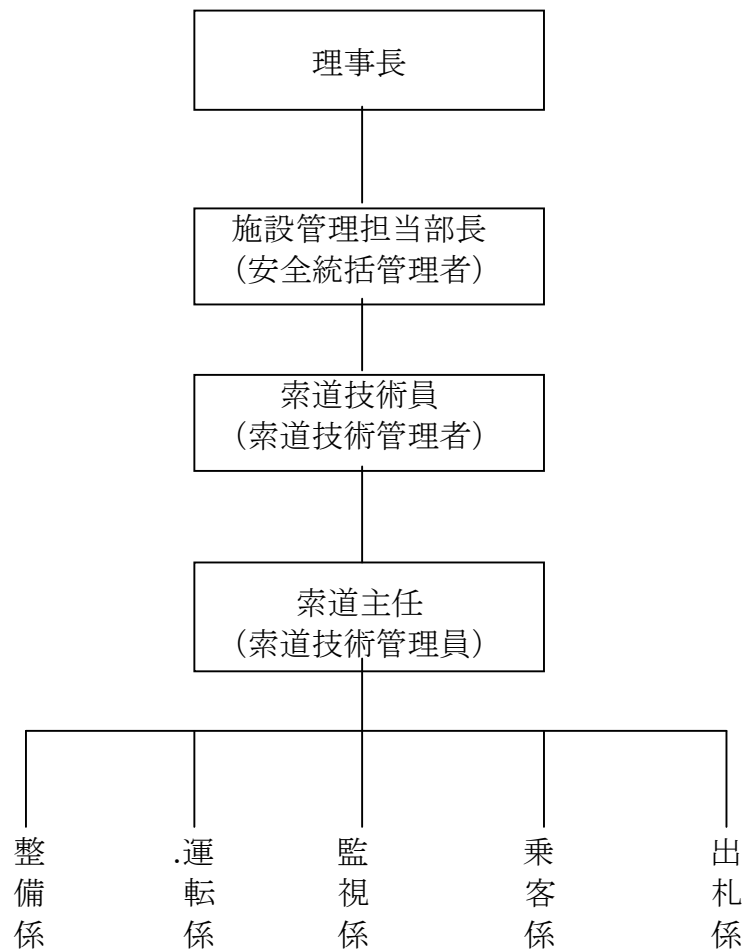 理事長
施設管理担当部長
（安全統括管理者）
索道技術員
（索道技術管理者）
索道主任
（索道技術管理員）
整備係
.運転係
監視係
乗客係
出札係